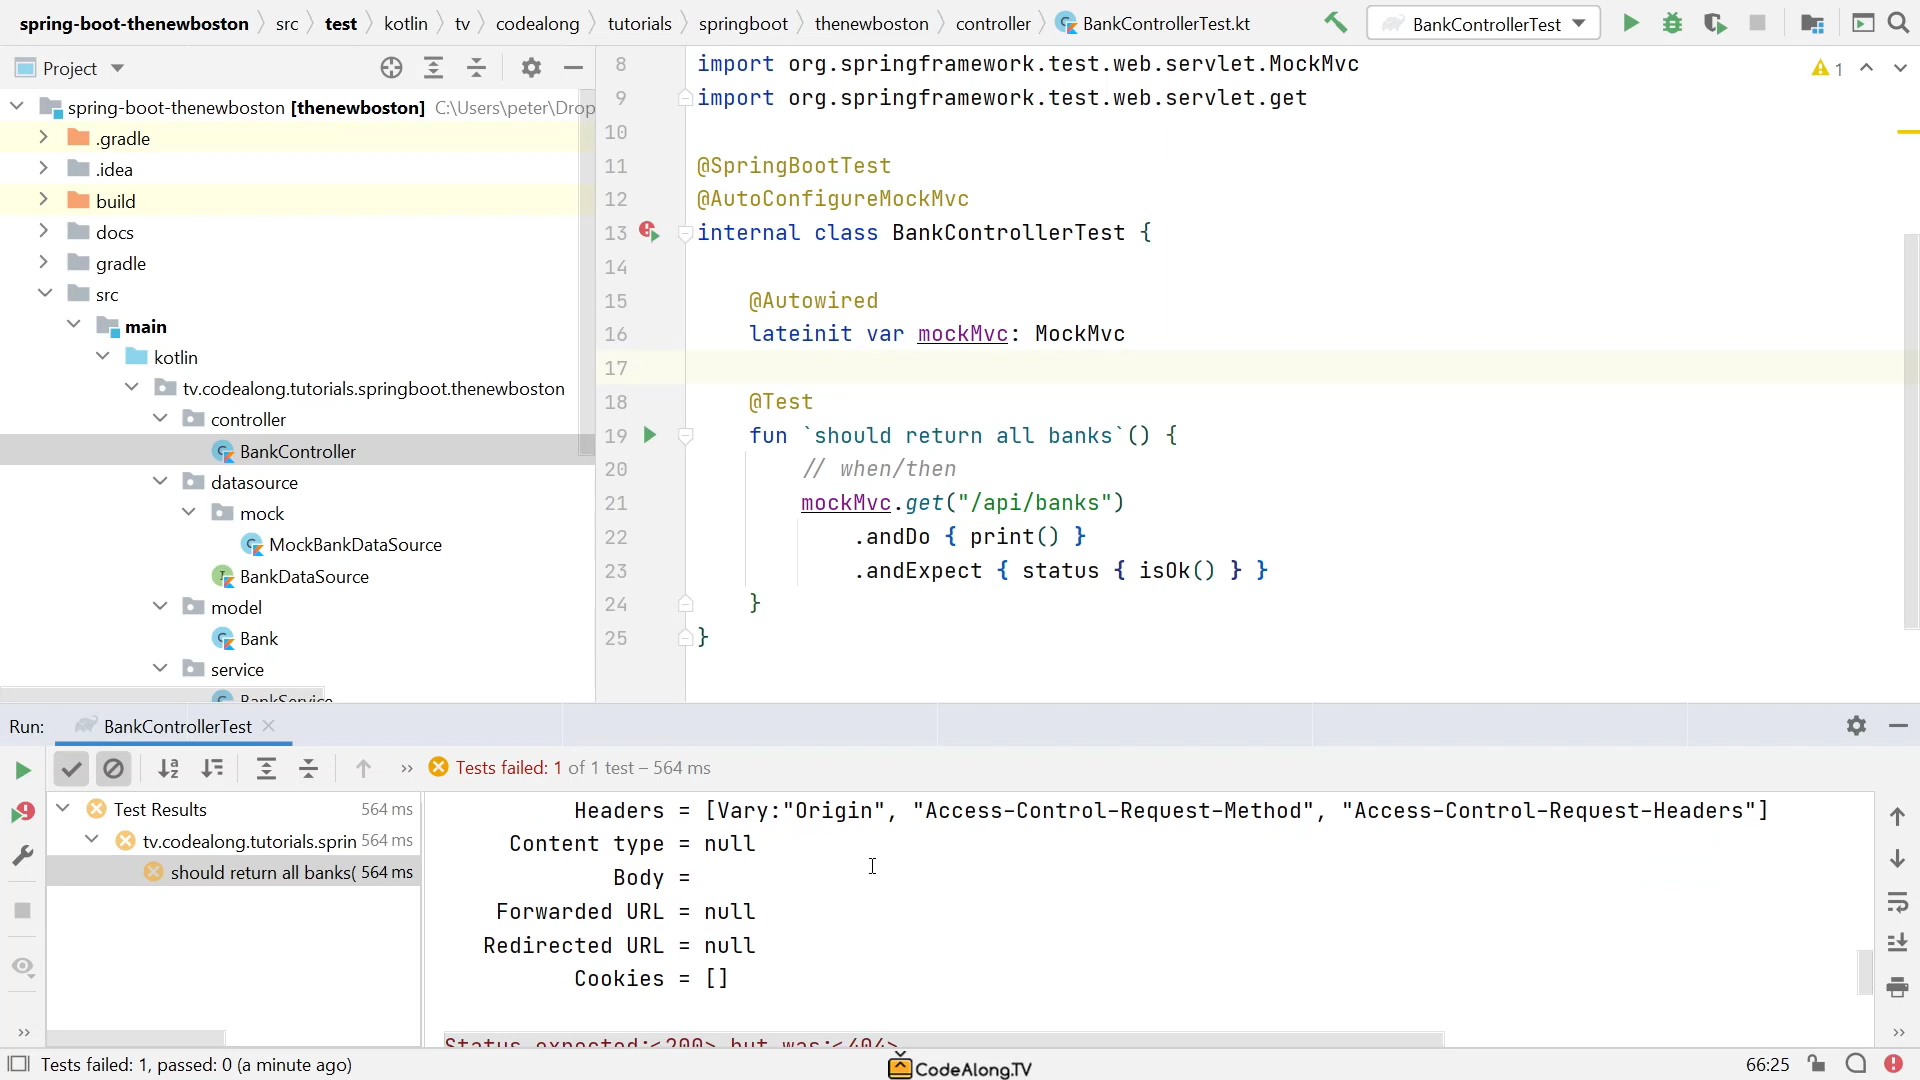 spring-boot-thenewboston src test kotlin tv codealong tutorials springboot thenewboston controller BankControllerTest.kt BankControllerTest
Project
spring-boot-thenewboston [thenewboston] C:\Users\peter\Drop
.gradle
.idea
build
docs
gradle
src
main
kotlin
tv.codealong.tutorials.springboot.thenewboston
controller
BankController
datasource
mock
MockBankDataSource
BankDataSource
model
Bank
service
BankService
8 import org.springframework.test.web.servlet.MockMvc
9 import org.springframework.test.web.servlet.get
10
11 @SpringBootTest
12 @AutoConfigureMockMvc
13 internal class BankControllerTest {
14
15 @Autowired
16 lateinit var mockMvc: MockMvc
17
18 @Test
19 fun `should return all banks`() {
20 // when/then
21 mockMvc.get("/api/banks")
22 .andDo { print() }
23 .andExpect { status { isOk() } }
24 }
25 }
1
Run: BankControllerTest
Tests failed: 1 of 1 test – 564 ms
Test Results 564 ms
tv.codealong.tutorials.sprin 564 ms
should return all banks( 564 ms
Headers = [Vary:"Origin", "Access-Control-Request-Method", "Access-Control-Request-Headers"]
Content type = null
Body =
Forwarded URL = null
Redirected URL = null
Cookies = []
Status expected:<200> but was:<404>
Tests failed: 1, passed: 0 (a minute ago)
CodeAlong.TV
66:25